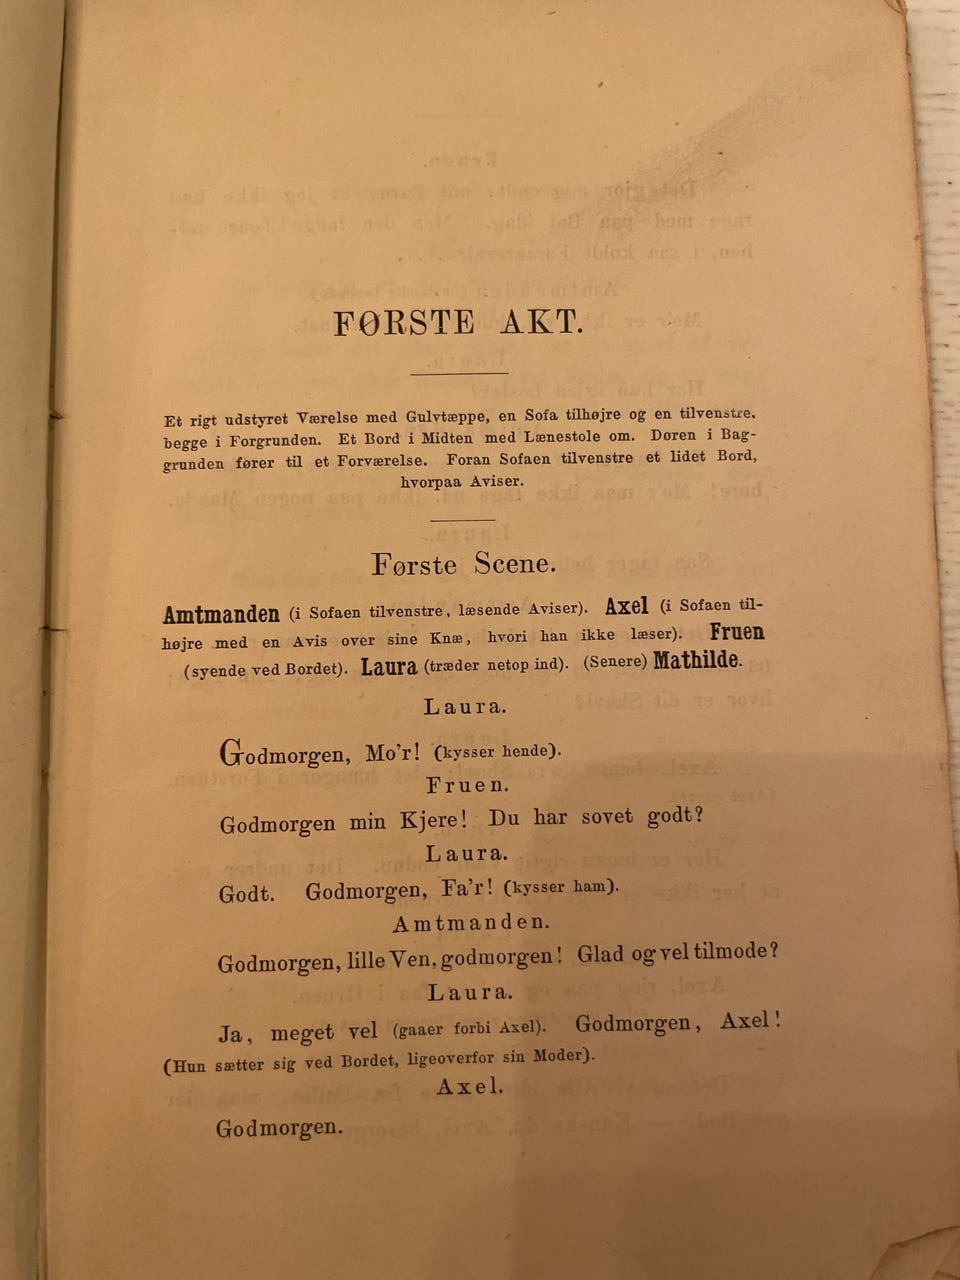 FØRSTE AKT.
Et rigt udstyret Værelse med Gulvtæppe, en Sofa tilhøjre og en tilvenstre,
begge i Forgrunden. Et Bord i Midten med Lænestole om. Døren i Bag-
grunden fører til et Forværelse. Foran Sofaen tilvenstre et lidet Bord,
hvorpaa Aviser.
Første Scene.
Amtmanden (i Sofaen tilvenstre, læsende Aviser). Axel (i Sofaen til-
højre med en Avis over sine Knæ, hvori han ikke læser). Fruen
(syende ved Bordet). Laura (træder netop ind). (Senere) Mathilde.
Laura.
Godmorgen, Mo'r! (kysser hende).
Fruen.
Godmorgen min Kjere! Du har sovet godt?
Laura.
Godt. Godmorgen, Fa'r! (kysser ham).
Amtmanden.
Godmorgen, lille Ven, godmorgen! Glad og vel tilmode?
Laura.
Ja, meget vel (gaaer forbi Axel). Godmorgen, Axel!
(Hun sætter sig ved Bordet, ligeoverfor sin Moder).
Axel.
Godmorgen.